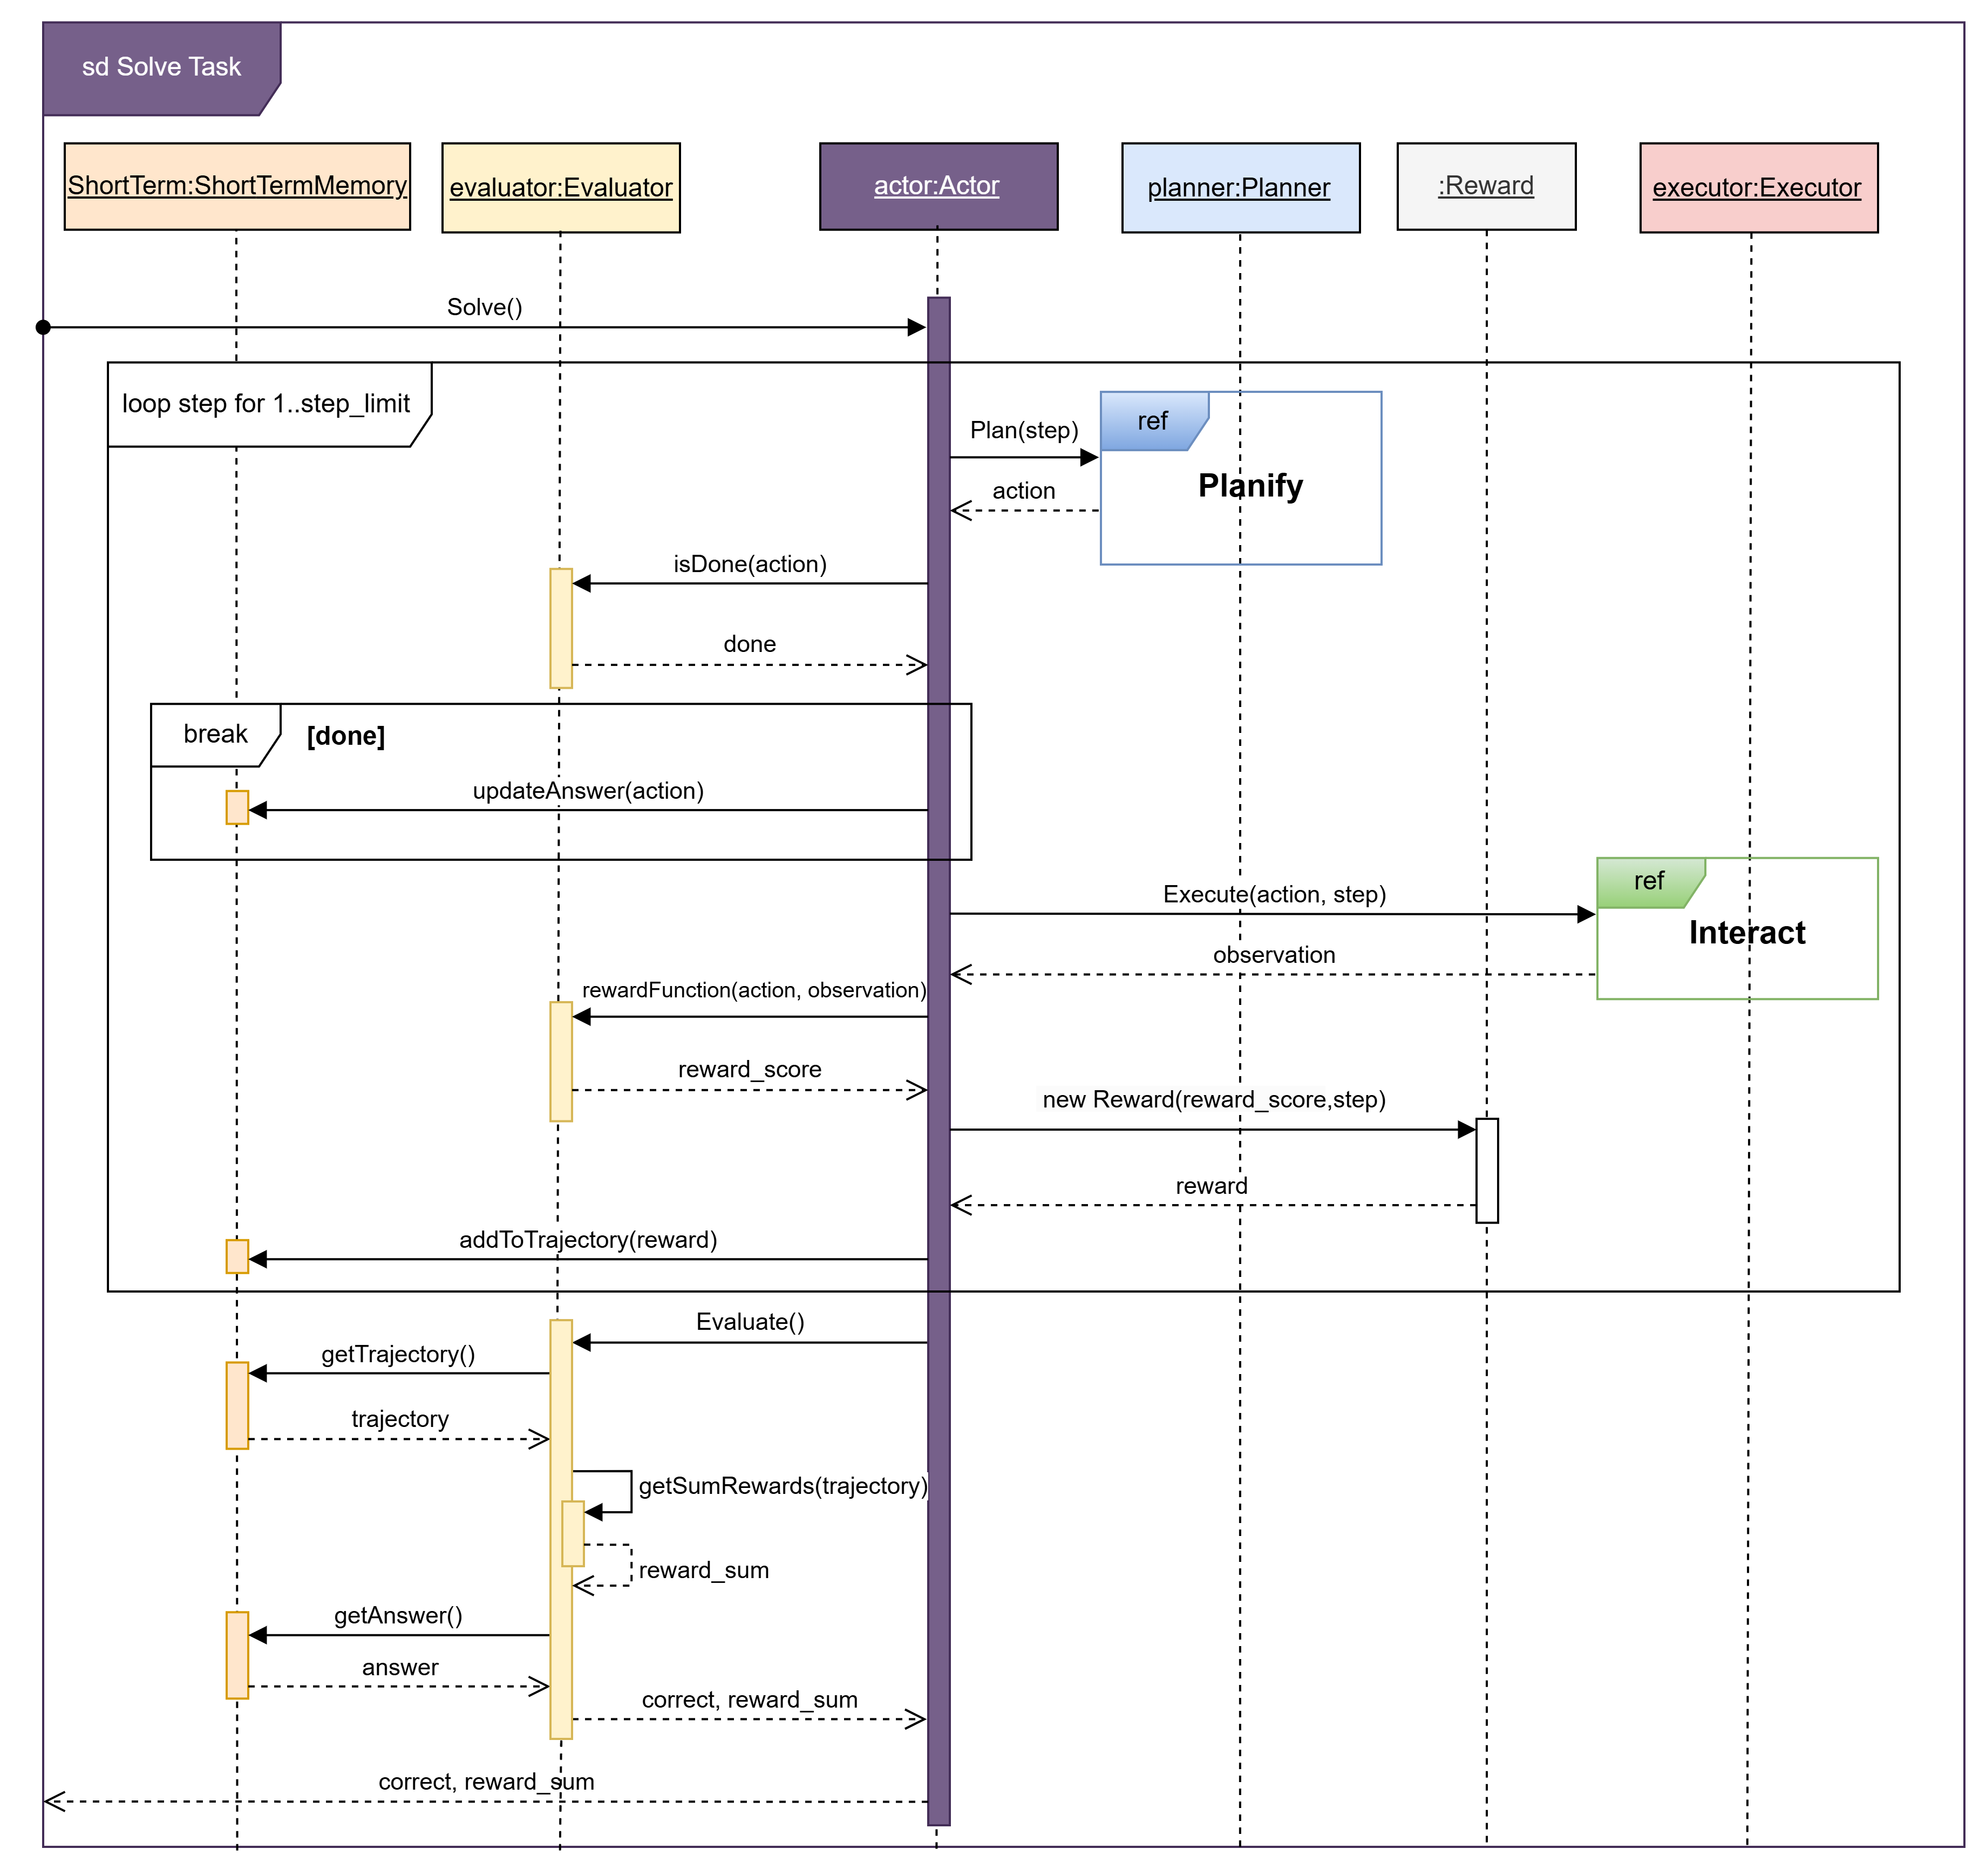 sd Solve Task
ShortTerm:ShortTermMemory
evaluator:Evaluator
actor:Actor
planner:Planner
:Reward
executor:Executor
Solve()
loop step for 1..step_limit
ref
Plan(step)
Planify
action
isDone(action)
done
break
[done]
updateAnswer(action)
ref
Execute(action, step)
Interact
observation
rewardFunction(action, observation)
reward_score
new Reward(reward_score,step)
reward
addToTrajectory(reward)
Evaluate()
getTrajectory()
trajectory
getSumRewards(trajectory)
reward_sum
getAnswer()
answer
correct, reward_sum
correct, reward_sum